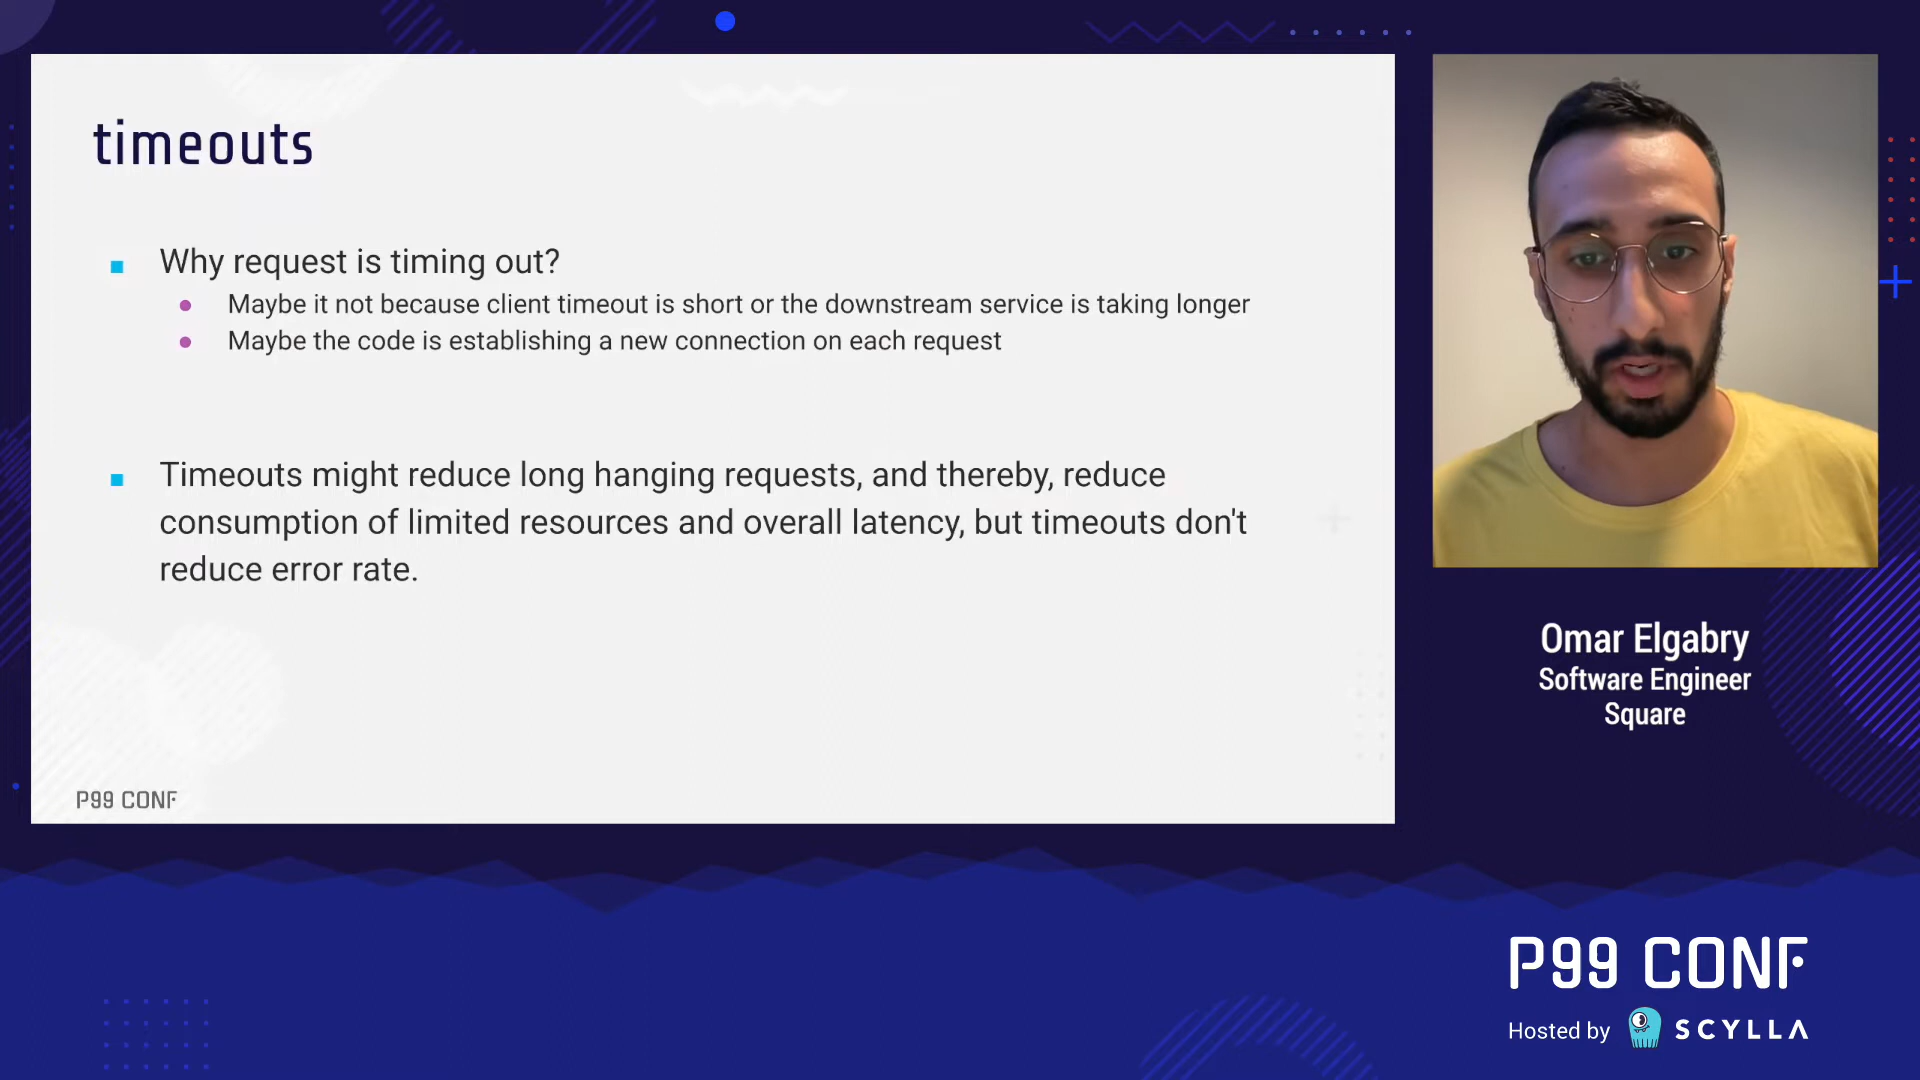 timeouts
Why request is timing out?
Maybe it not because client timeout is short or the downstream service is taking longer
Maybe the code is establishing a new connection on each request
Timeouts might reduce long hanging requests, and thereby, reduce
consumption of limited resources and overall latency, but timeouts don't
reduce error rate.
P99 CONF
Omar Elgabry
Software Engineer
Square
P99 CONF
Hosted by SCYLLA